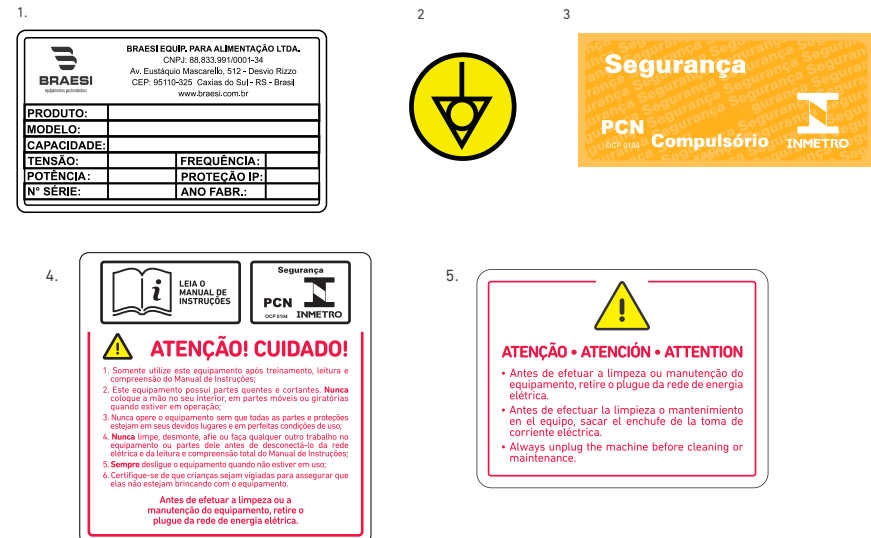 1.
2
3
BRAESI
equipamentos gastronômicos
BRAESI EQUIP. PARA ALIMENTAÇÃO LTDA.
CNPJ: 88.833.991/0001-34
Av. Eustáquio Mascarello, 512 - Desvio Rizzo
CEP: 95110-325 Caxias do Sul - RS - Brasil
www.braesi.com.br
PRODUTO:
MODELO:
CAPACIDADE:
TENSÃO: FREQUÊNCIA:
POTÊNCIA: PROTEÇÃO IP:
N° SÉRIE: ANO FABR.:
Segurança
PCN
OCP 0104
Compulsório
INMETRO
4.
LEIA O
MANUAL DE
INSTRUÇÕES
Segurança
PCN
OCP 0104
INMETRO
ATENÇÃO! CUIDADO!
1. Somente utilize este equipamento após treinamento, leitura e
compreensão do Manual de Instruções;
2. Este equipamento possui partes quentes e cortantes. Nunca
coloque a mão no seu interior, em partes móveis ou giratórias
quando estiver em operação;
3. Nunca opere o equipamento sem que todas as partes e proteções
estejam em seus devidos lugares e em perfeitas condições de uso;
4. Nunca limpe, desmonte, afie ou faça qualquer outro trabalho no
equipamento ou partes dele antes de desconectá-lo da rede
elétrica e da leitura e compreensão total do Manual de Instruções;
5. Sempre desligue o equipamento quando não estiver em uso;
6. Certifique-se de que crianças sejam vigiadas para assegurar que
elas não estejam brincando com o equipamento.
Antes de efetuar a limpeza ou a
manutenção do equipamento, retire o
plugue da rede de energia elétrica.
5.
ATENÇÃO • ATENCIÓN • ATTENTION
• Antes de efetuar a limpeza ou manutenção do
equipamento, retire o plugue da rede de energia
elétrica.
• Antes de efectuar la limpieza o mantenimiento
en el equipo, sacar el enchufe de la toma de
corriente eléctrica.
• Always unplug the machine before cleaning or
maintenance.